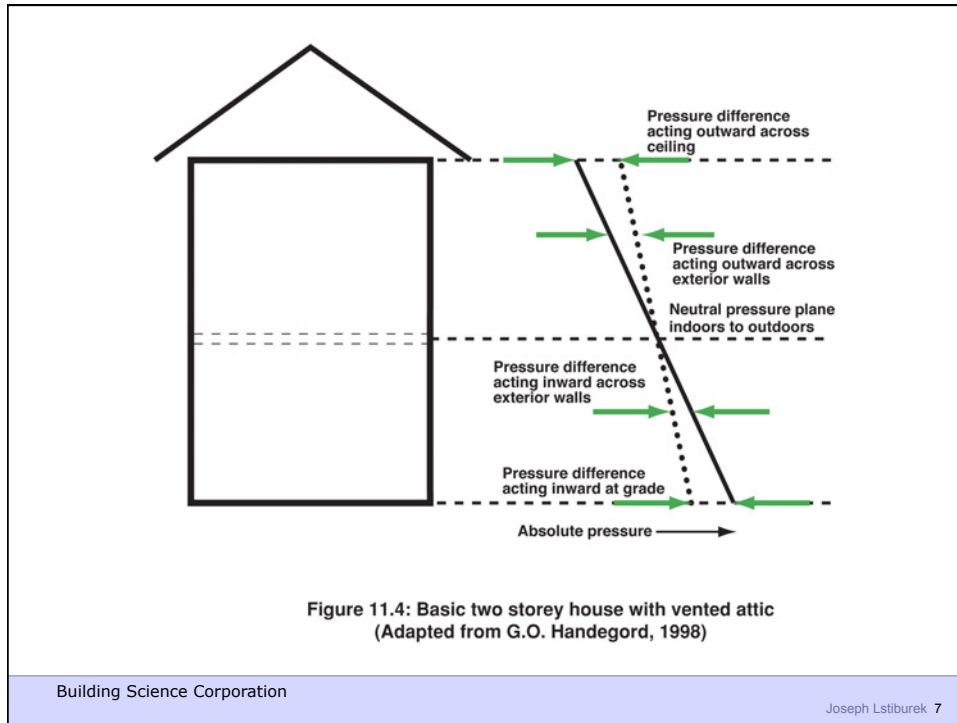 Pressure difference
acting outward across
ceiling
Pressure difference
acting outward across
exterior walls
Neutral pressure plane
indoors to outdoors
Pressure difference
acting inward across
exterior walls
Pressure difference
acting inward at grade
Absolute pressure
Figure 11.4: Basic two storey house with vented attic
(Adapted from G.O. Handegord, 1998)
Building Science Corporation
Joseph Lstiburek 7